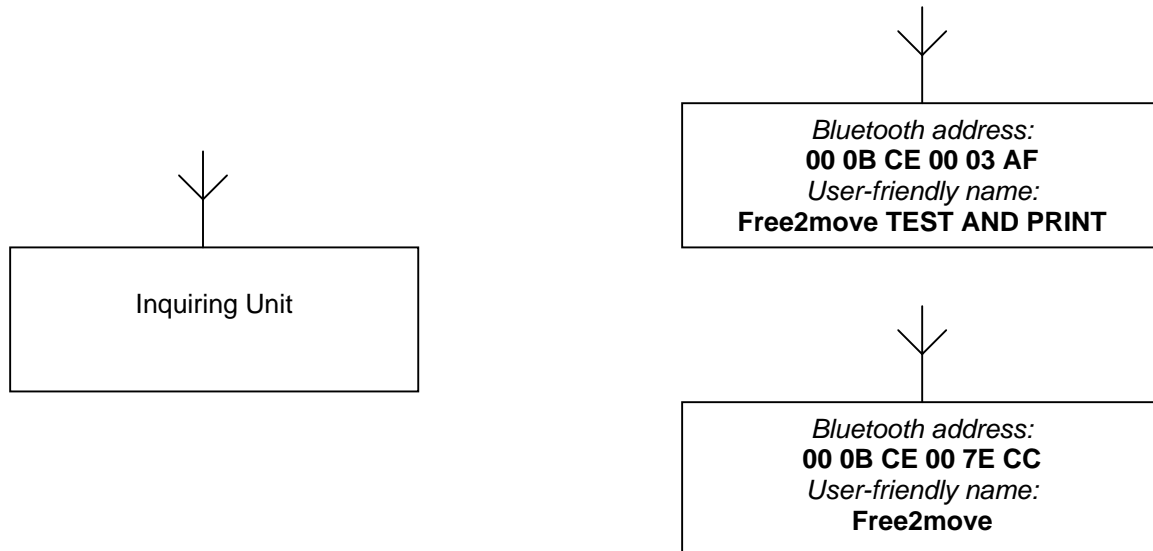 Bluetooth address:
00 0B CE 00 03 AF
User-friendly name:
Free2move TEST AND PRINT
Inquiring Unit
Bluetooth address:
00 0B CE 00 7E CC
User-friendly name:
Free2move